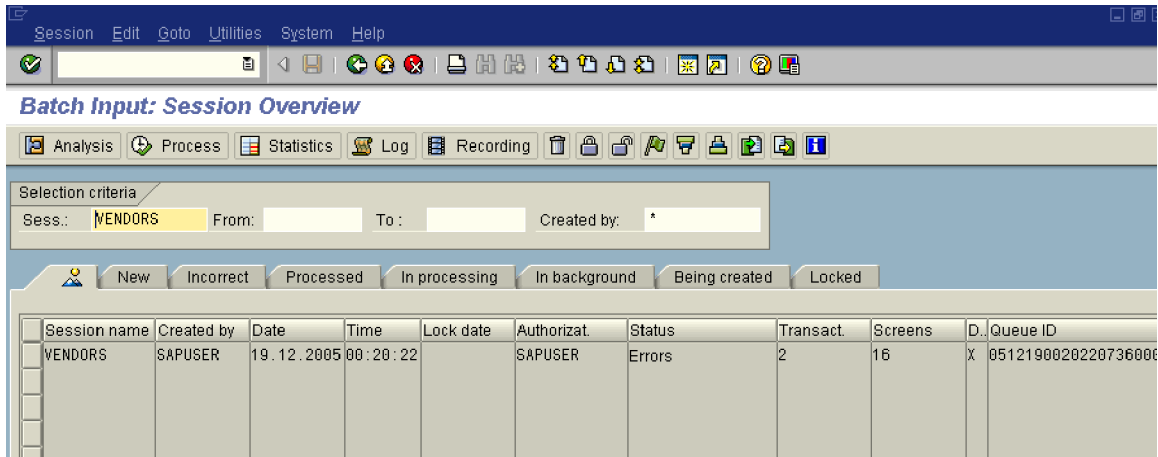 Session Edit Goto Utilities System Help
Batch Input: Session Overview
Analysis Process Statistics Log Recording
Selection criteria
Sess.: VENDORS From: To : Created by: *
New Incorrect Processed In processing In background Being created Locked
Session name Created by Date Time Lock date Authorizat. Status Transact. Screens D.. Queue ID
VENDORS SAPUSER 19.12.2005 00:20:22 SAPUSER Errors 2 16 X 0512190020220736000